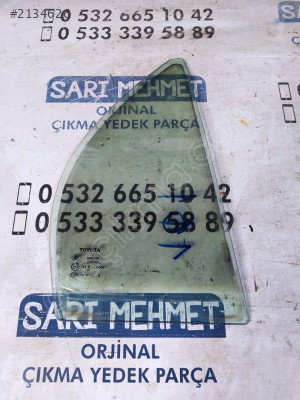 #2134620
0 532 665 10 42
0 533 339 58 89
SARI MEHMET
ORJİNAL
ÇIKMA YEDEK PARÇA
0 532 665 10 42
0 533 339 58 89
TOYOTA
SARI MEHMET
ORJİNAL
ÇIKMA YEDEK PARÇA